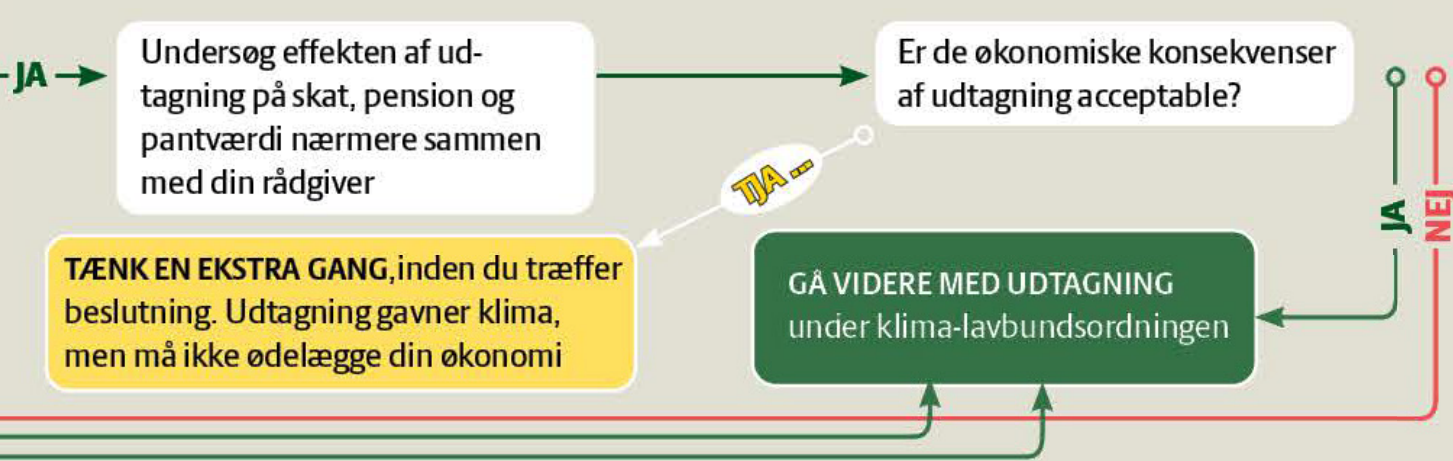 JA
Undersøg effekten af ud-
tagning på skat, pension og
pantværdi nærmere sammen
med din rådgiver
Er de økonomiske konsekvenser
af udtagning acceptable?
TJA ...
JA
NEJ
TÆNK EN EKSTRA GANG, inden du træffer
beslutning. Udtagning gavner klima,
men må ikke ødelægge din økonomi
GÅ VIDERE MED UDTAGNING
under klima-lavbundsordningen